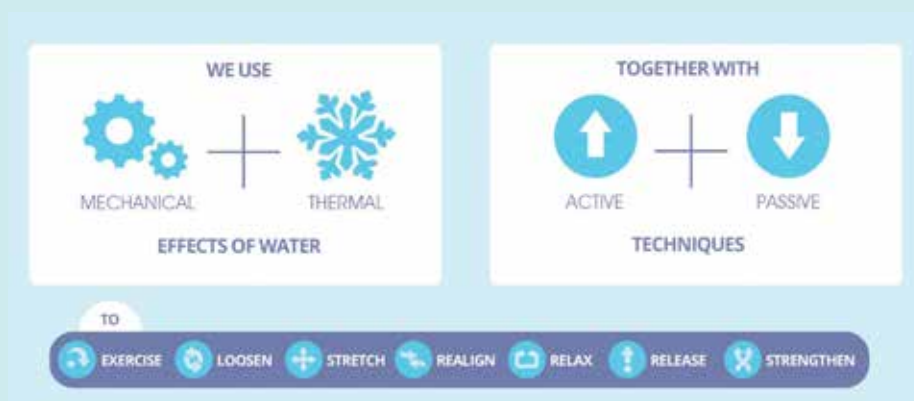 WE USE
MECHANICAL
THERMAL
EFFECTS OF WATER
TOGETHER WITH
ACTIVE
PASSIVE
TECHNIQUES
TO
EXERCISE
LOOSEN
STRETCH
REALIGN
RELAX
RELEASE
STRENGTHEN